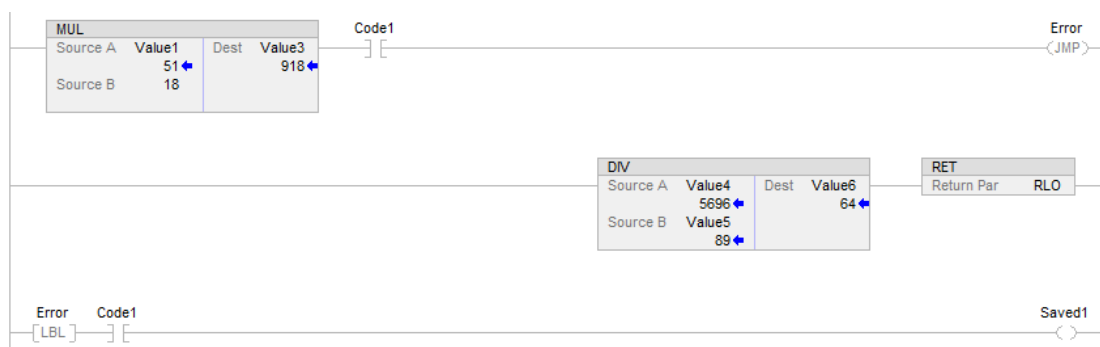 MUL Code1 Error
Source A Value1 Dest Value3 JMP
51 918
Source B 18
DIV RET
Source A Value4 Dest Value6 Return Par RLO
5696 64
Source B Value5
89
Error Code1 Saved1
LBL